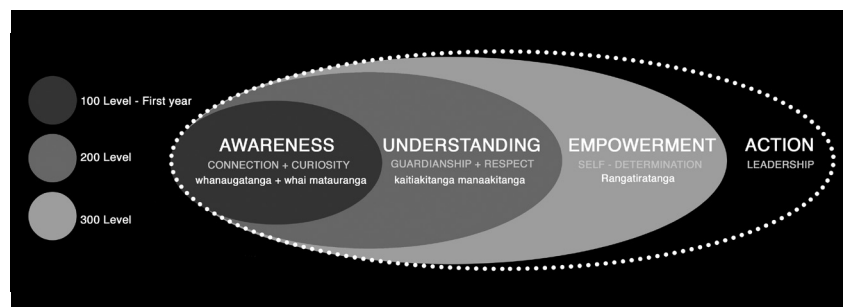 100 Level - First year
200 Level
300 Level
AWARENESS
CONNECTION + CURIOSITY
whanaugatanga + whai matauranga
UNDERSTANDING
GUARDIANSHIP + RESPECT
kaitiakitanga manaakitanga
EMPOWERMENT
SELF - DETERMINATION
Rangatiratanga
ACTION
LEADERSHIP